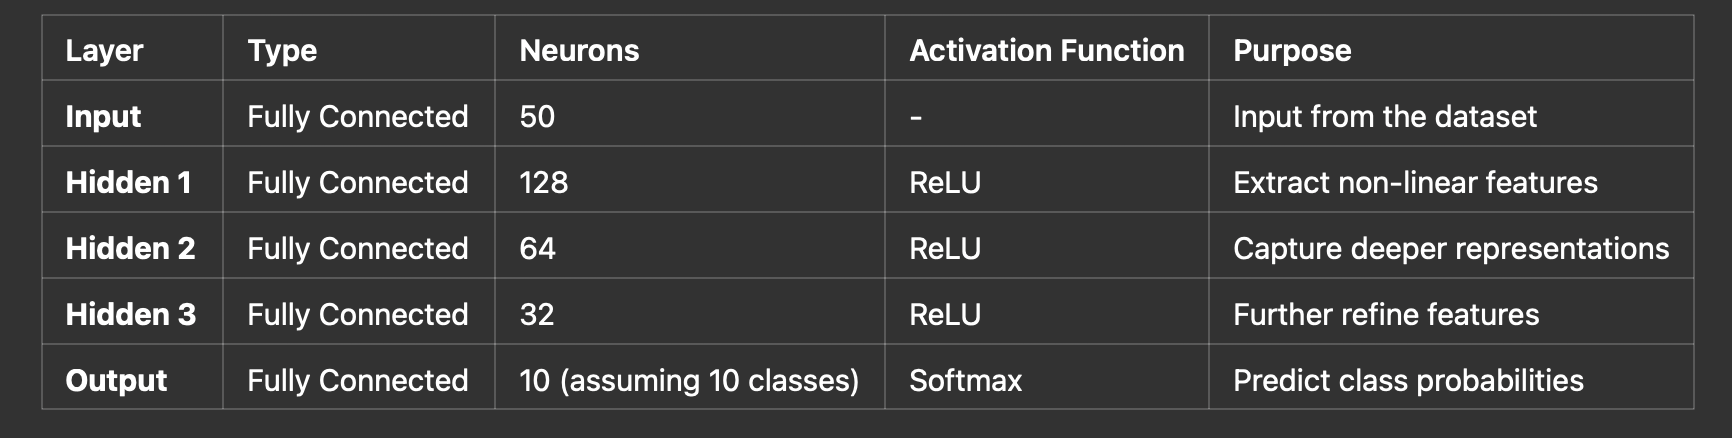 Layer Type Neurons Activation Function Purpose
Input Fully Connected 50 - Input from the dataset
Hidden 1 Fully Connected 128 ReLU Extract non-linear features
Hidden 2 Fully Connected 64 ReLU Capture deeper representations
Hidden 3 Fully Connected 32 ReLU Further refine features
Output Fully Connected 10 (assuming 10 classes) Softmax Predict class probabilities